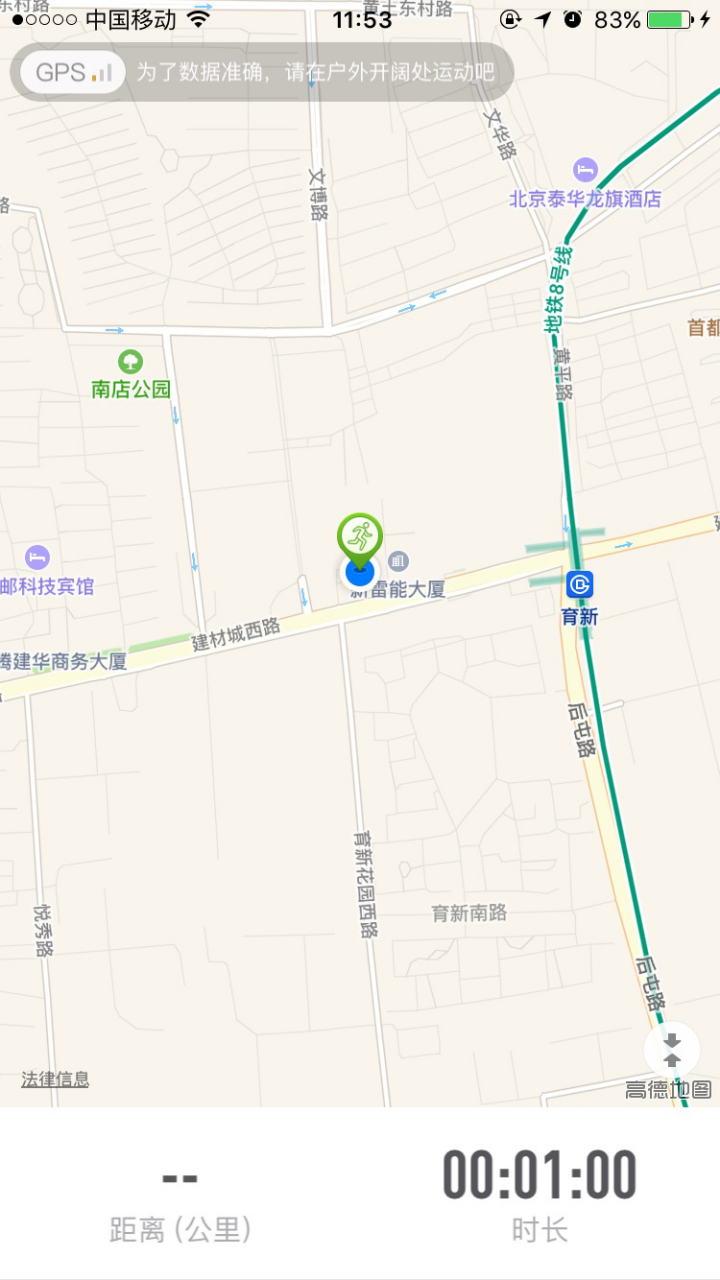 东村路
黄土东村路
中国移动
11:53
83%
GPS
为了数据准确，请在户外开阔处运动吧
文华路
北京泰华龙旗酒店
文博路
路
地铁8号线
首都
黄平路
南店公园
邮科技宾馆
新雷能大厦
育新
建材城西路
腾建华商务大厦
后屯路
育新花园西路
育新南路
悦秀路
后屯路
法律信息
高德地图
--
00:01:00
距离(公里)
时长